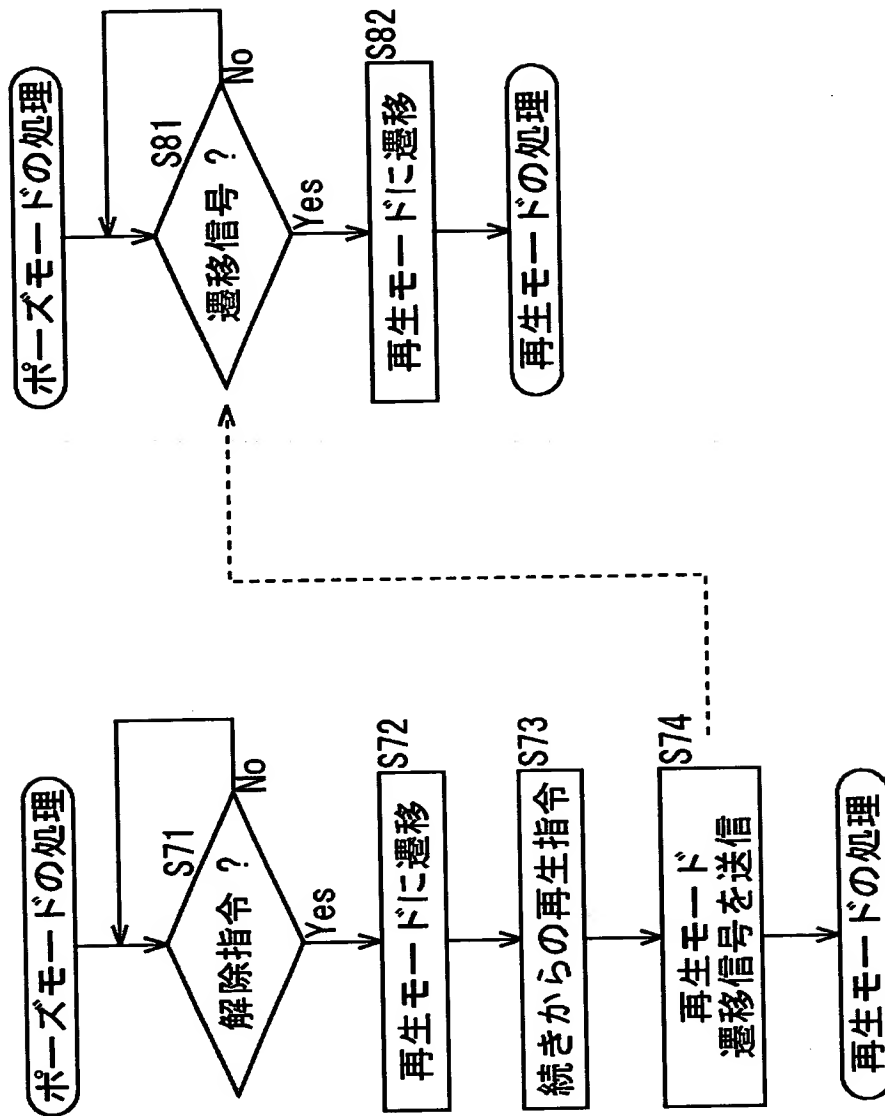 ポーズモードの処理
S71
解除指令 ?
No
Yes
S72
再生モードに遷移
S73
続きからの再生指令
S74
再生モード
遷移信号を送信
再生モードの処理
ポーズモードの処理
S81
遷移信号 ?
No
Yes
S82
再生モードに遷移
再生モードの処理